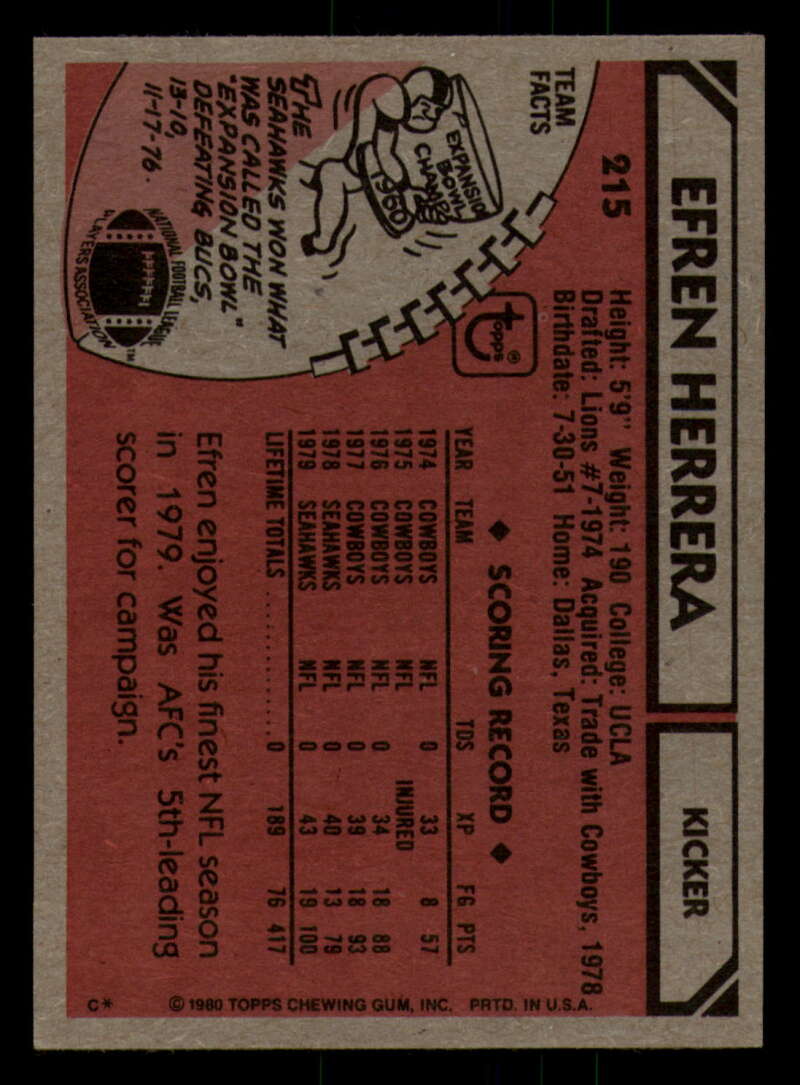 EFREN HERRERA
KICKER
215
Height: 5'9" Weight: 190 College: UCLA
Drafted: Lions #7-1974 Acquired: Trade with Cowboys, 1978
Birthdate: 7-30-51 Home: Dallas, Texas
TEAM
FACTS
1st EXPANSION
BOWL
CHAMPS
1960
THE
SEAHAWKS WON WHAT
WAS CALLED THE
"EXPANSION BOWL"
DEFEATING BUCS,
13-10,
11-17-76.
NATIONAL FOOTBALL LEAGUE
PLAYERS ASSOCIATION
TM
topps®
◆ SCORING RECORD ◆
YEAR TEAM TDS XP FG PTS
1974 COWBOYS NFL 0 33 8 57
1975 COWBOYS NFL INJURED
1976 COWBOYS NFL 0 34 18 88
1977 COWBOYS NFL 0 39 18 93
1978 SEAHAWKS NFL 0 40 13 79
1979 SEAHAWKS NFL 0 43 19 100
LIFETIME TOTALS ............. 0 189 76 417
Efren enjoyed his finest NFL season
in 1979. Was AFC's 5th-leading
scorer for campaign.
C* © 1980 TOPPS CHEWING GUM, INC. PRTD. IN U.S.A.